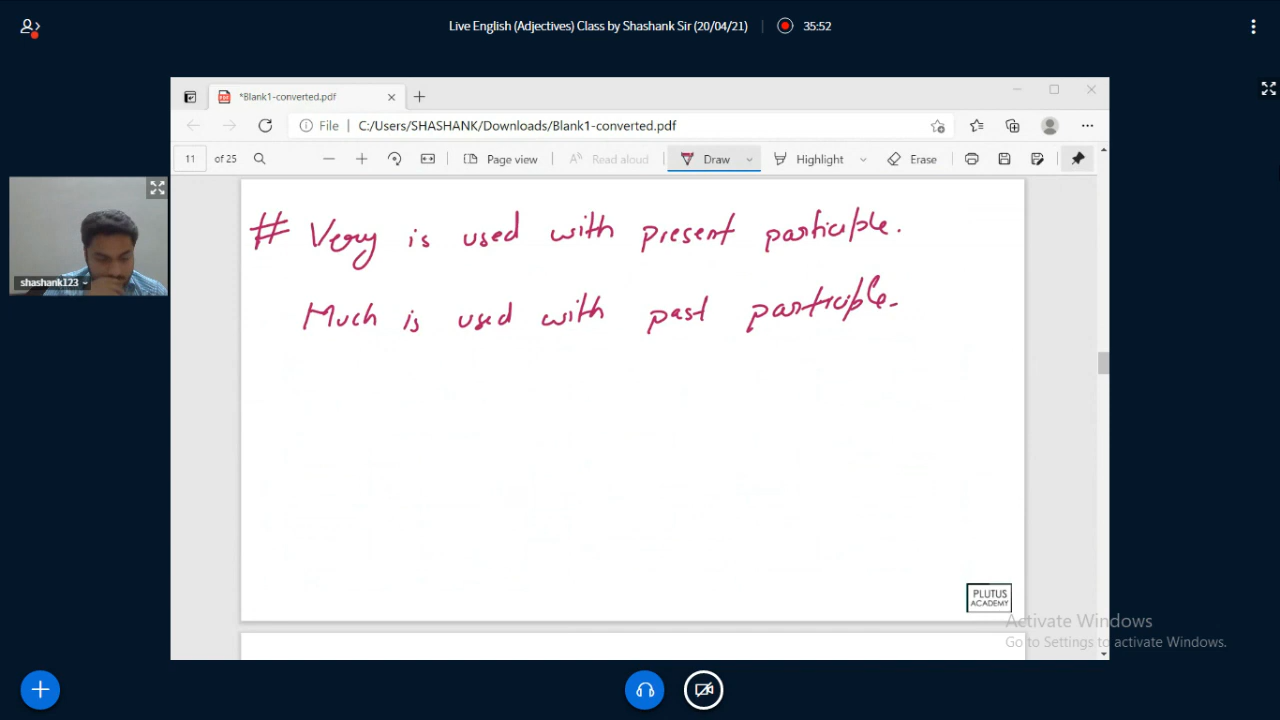 Live English (Adjectives) Class by Shashank Sir (20/04/21)
35:52
*Blank1-converted.pdf
File
C:/Users/SHASHANK/Downloads/Blank1-converted.pdf
11
of 25
Page view
Read aloud
Draw
Highlight
Erase
# Very is used with present participle.
shashank123
Much is used with past participle.
PLUTUS
ACADEMY
Activate Windows
Go to Settings to activate Windows.